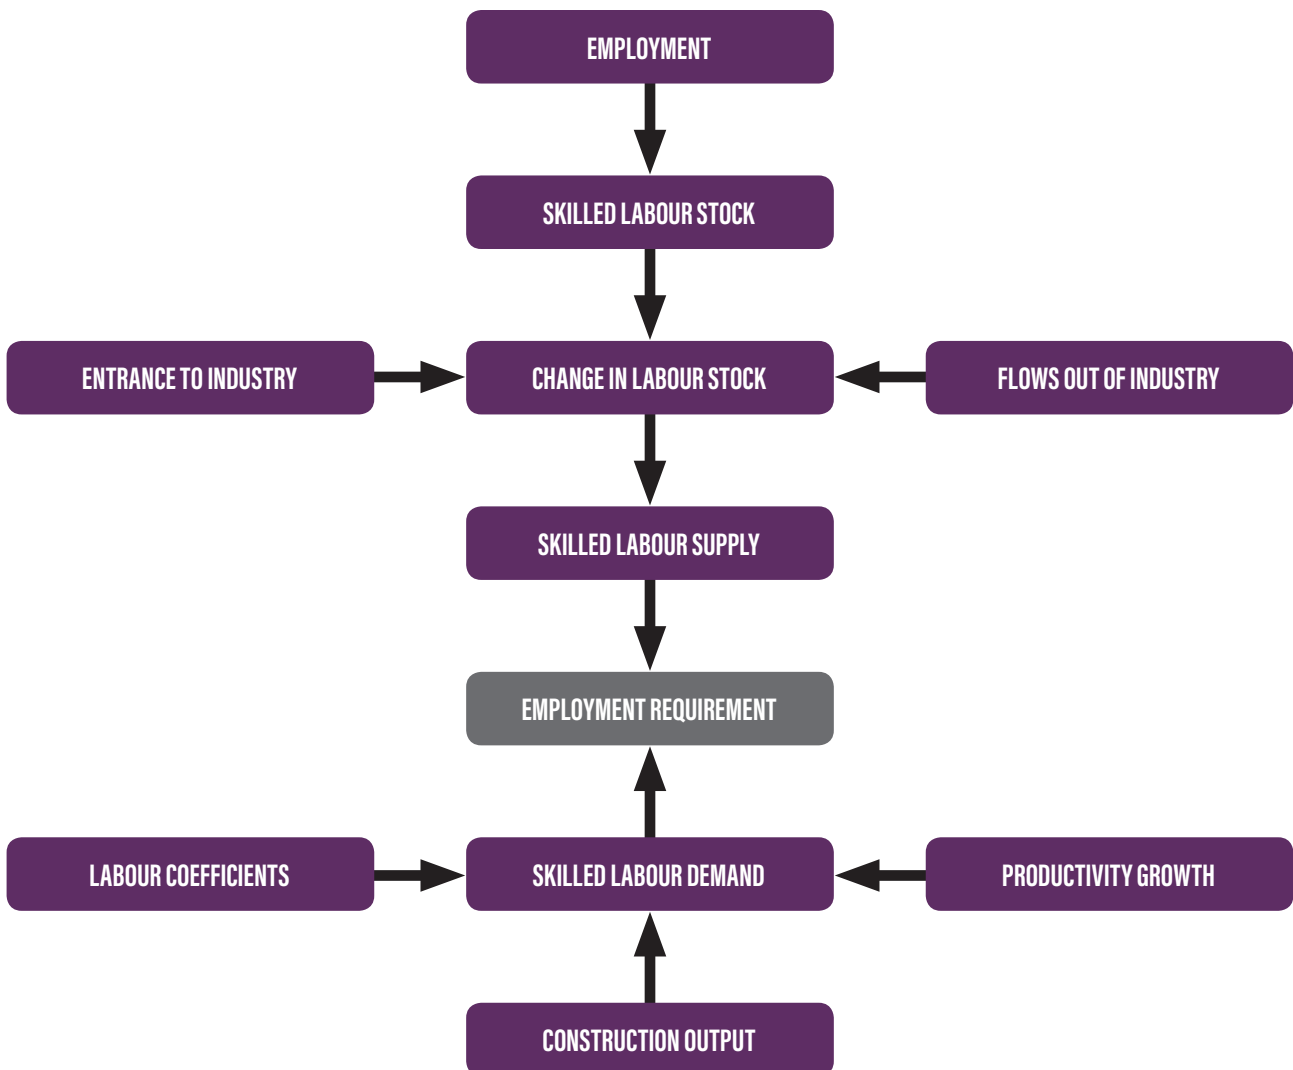 EMPLOYMENT
SKILLED LABOUR STOCK
ENTRANCE TO INDUSTRY
CHANGE IN LABOUR STOCK
FLOWS OUT OF INDUSTRY
SKILLED LABOUR SUPPLY
EMPLOYMENT REQUIREMENT
LABOUR COEFFICIENTS
SKILLED LABOUR DEMAND
PRODUCTIVITY GROWTH
CONSTRUCTION OUTPUT